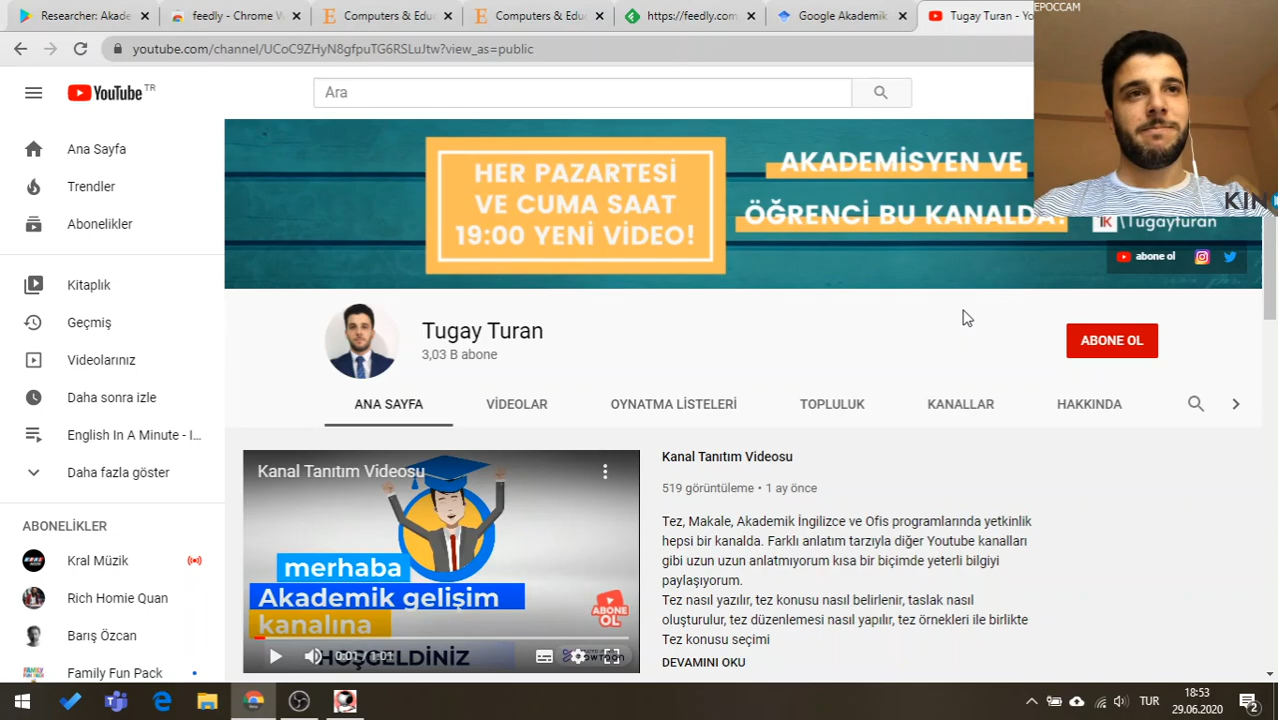 Researcher: Akade
feedly - Chrome W
Computers & Edu
Computers & Edu
https://feedly.com
Google Akademik
Tugay Turan - Yo
EPOCCAM
youtube.com/channel/UCoC9ZHyN8gfpuTG6RSLuJtw?view_as=public
YouTube TR
Ara
Ana Sayfa
Trendler
Abonelikler
Kitaplık
Geçmiş
Videolarınız
Daha sonra izle
English In A Minute - I...
Daha fazla göster
ABONELİKLER
Kral Müzik
Rich Homie Quan
Barış Özcan
Family Fun Pack
HER PAZARTESİ
VE CUMA SAAT
19:00 YENİ VİDEO!
AKADEMİSYEN VE
ÖĞRENCİ BU KANALDA!
KIN
\Tugayturan
abone ol
Tugay Turan
3,03 B abone
ABONE OL
ANA SAYFA
VİDEOLAR
OYNATMA LİSTELERİ
TOPLULUK
KANALLAR
HAKKINDA
Kanal Tanıtım Videosu
merhaba
Akademik gelişim
kanalına
HOŞGELDİNİZ
ABONE
OL
0:01 / 1:01
Kanal Tanıtım Videosu
519 görüntüleme • 1 ay önce
Tez, Makale, Akademik İngilizce ve Ofis programlarında yetkinlik
hepsi bir kanalda. Farklı anlatım tarzıyla diğer Youtube kanalları
gibi uzun uzun anlatmıyorum kısa bir biçimde yeterli bilgiyi
paylaşıyorum.
Tez nasıl yazılır, tez konusu nasıl belirlenir, taslak nasıl
oluşturulur, tez düzenlemesi nasıl yapılır, tez örnekleri ile birlikte
Tez konusu seçimi
DEVAMINI OKU
TUR
18:53
29.06.2020
2